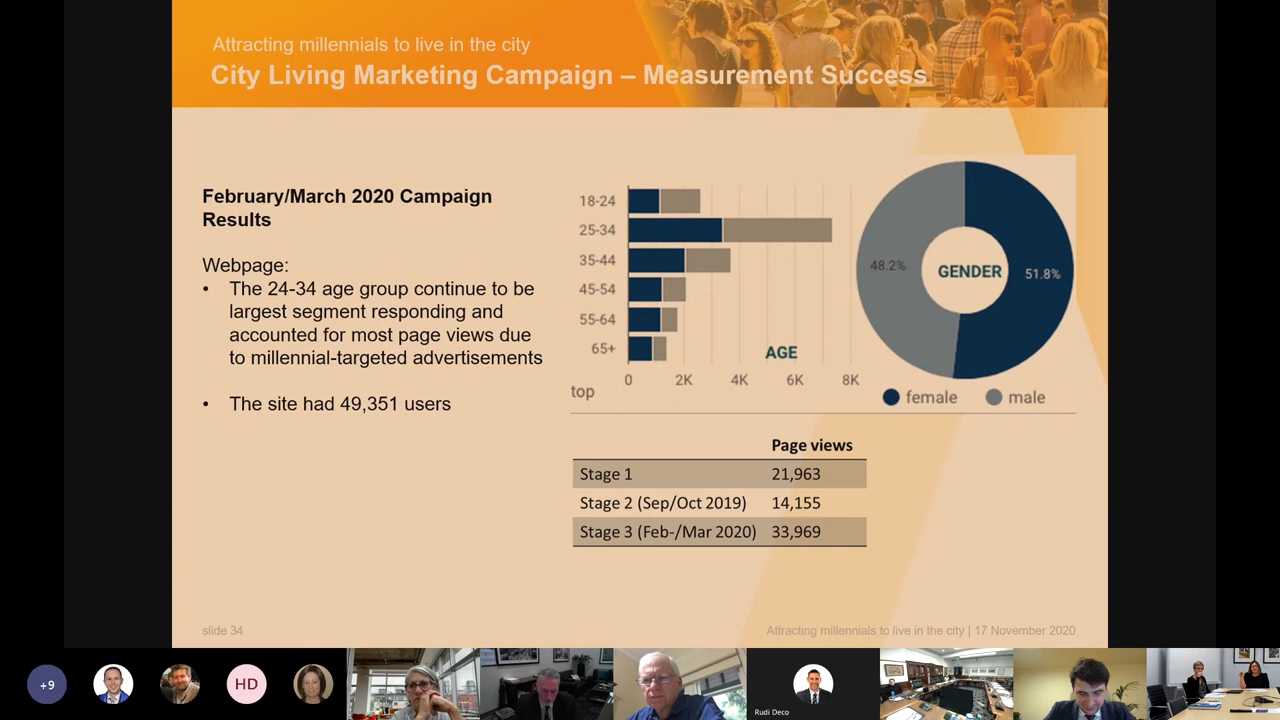 Attracting millennials to live in the city
City Living Marketing Campaign – Measurement Success
February/March 2020 Campaign
Results
Webpage:
• The 24-34 age group continue to be
largest segment responding and
accounted for most page views due
to millennial-targeted advertisements
• The site had 49,351 users
18-24
25-34
35-44
45-54
55-64
65+
AGE
0 2K 4K 6K 8K
top
48.2%
GENDER
51.8%
female male
Page views
Stage 1 21,963
Stage 2 (Sep/Oct 2019) 14,155
Stage 3 (Feb-/Mar 2020) 33,969
slide 34
Attracting millennials to live in the city | 17 November 2020
+9
HD
Rudi Deco